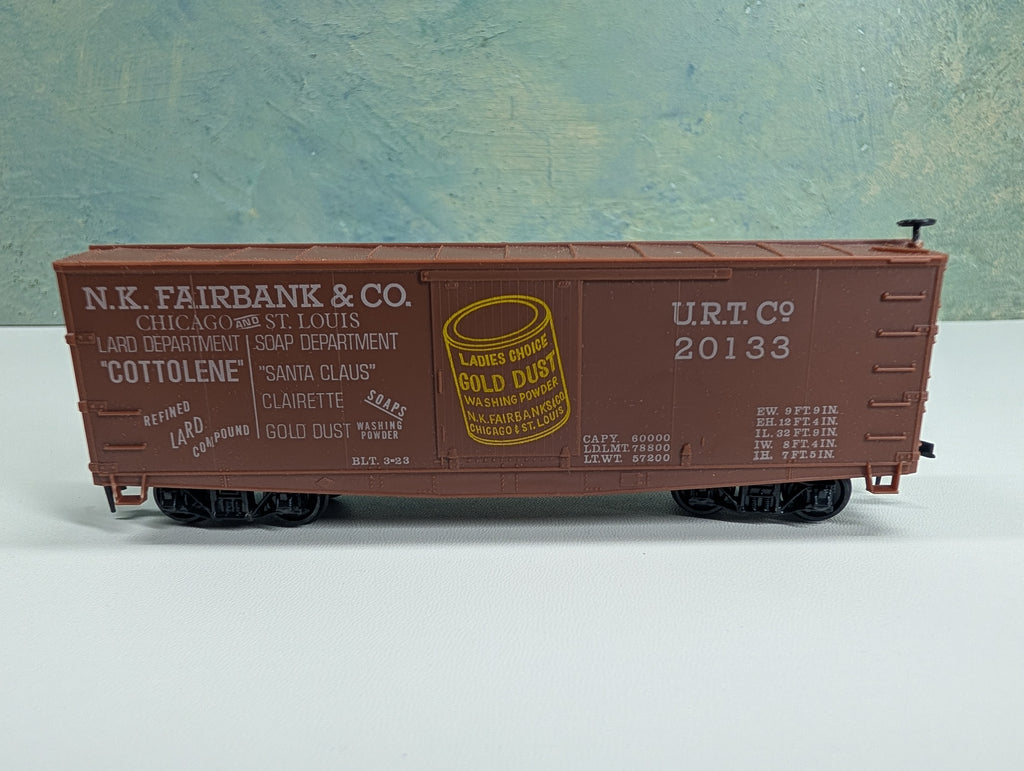 N.K. FAIRBANK & CO.
CHICAGO AND ST. LOUIS
LARD DEPARTMENT
"COTTOLENE"
REFINED
LARD
COMPOUND
SOAP DEPARTMENT
"SANTA CLAUS"
CLAIRETTE
SOAPS
GOLD DUST WASHING
POWDER
BLT. 3-23
LADIES CHOICE
GOLD DUST
WASHING POWDER
N.K. FAIRBANKS & CO
CHICAGO & ST. LOUIS
CAPY. 60000
LD.LMT. 78800
LT.WT. 57200
U.R.T. Co
20133
EW. 9 FT. 9 IN.
EH. 12 FT. 4 IN.
IL. 32 FT. 9 IN.
IW. 8 FT. 4 IN.
IH. 7 FT. 5 IN.